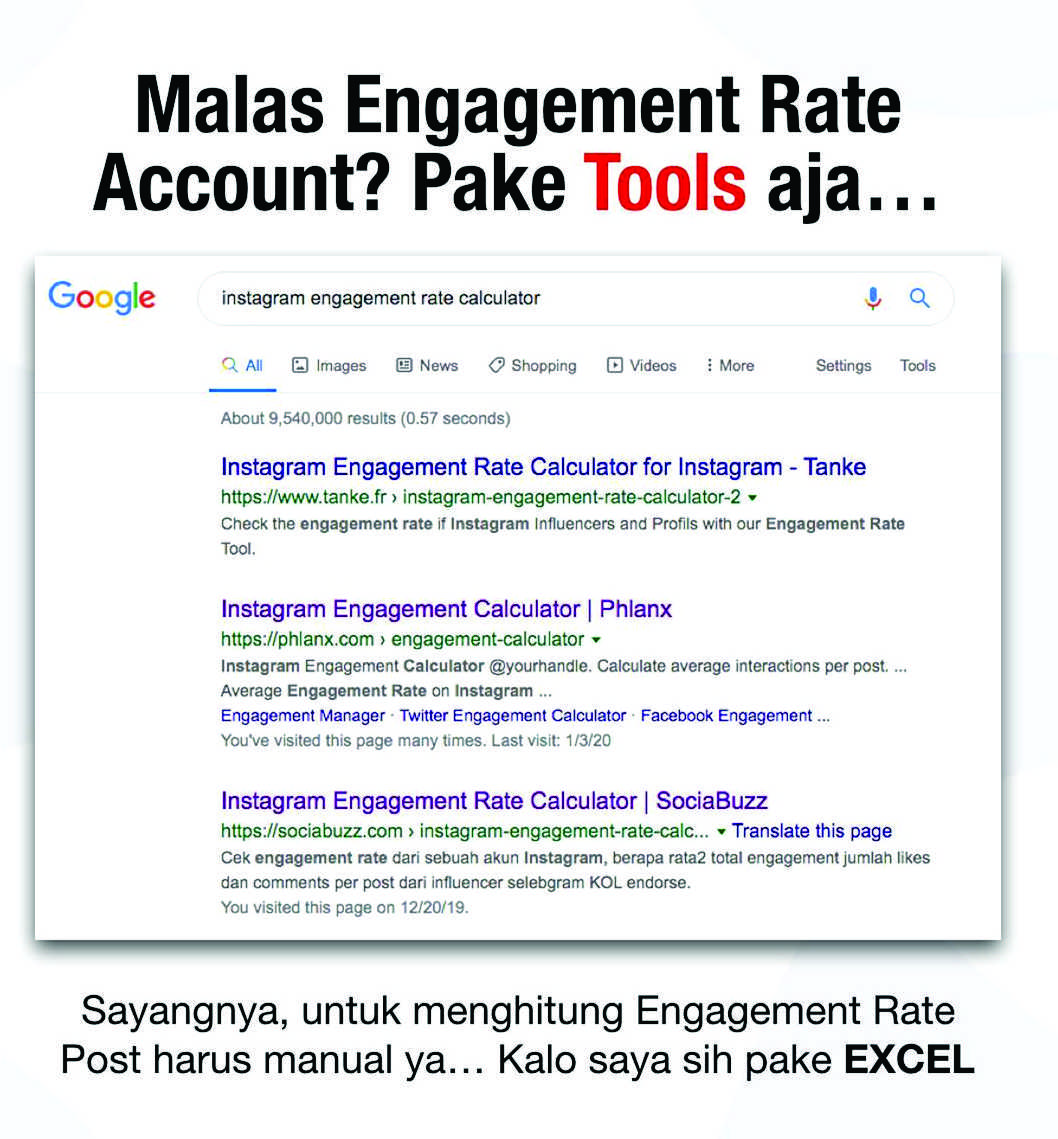 Malas Engagement Rate
Account? Pake Tools aja...
Google
instagram engagement rate calculator
All Images News Shopping Videos More Settings Tools
About 9,540,000 results (0.57 seconds)
Instagram Engagement Rate Calculator for Instagram - Tanke
https://www.tanke.fr › instagram-engagement-rate-calculator-2
Check the engagement rate if Instagram Influencers and Profils with our Engagement Rate
Tool.
Instagram Engagement Calculator | Phlanx
https://phlanx.com › engagement-calculator
Instagram Engagement Calculator @yourhandle. Calculate average interactions per post. ...
Average Engagement Rate on Instagram ...
Engagement Manager · Twitter Engagement Calculator · Facebook Engagement ...
You've visited this page many times. Last visit: 1/3/20
Instagram Engagement Rate Calculator | SociaBuzz
https://sociabuzz.com › instagram-engagement-rate-calc... Translate this page
Cek engagement rate dari sebuah akun Instagram, berapa rata2 total engagement jumlah likes
dan comments per post dari influencer selebgram KOL endorse.
You visited this page on 12/20/19.
Sayangnya, untuk menghitung Engagement Rate
Post harus manual ya... Kalo saya sih pake EXCEL